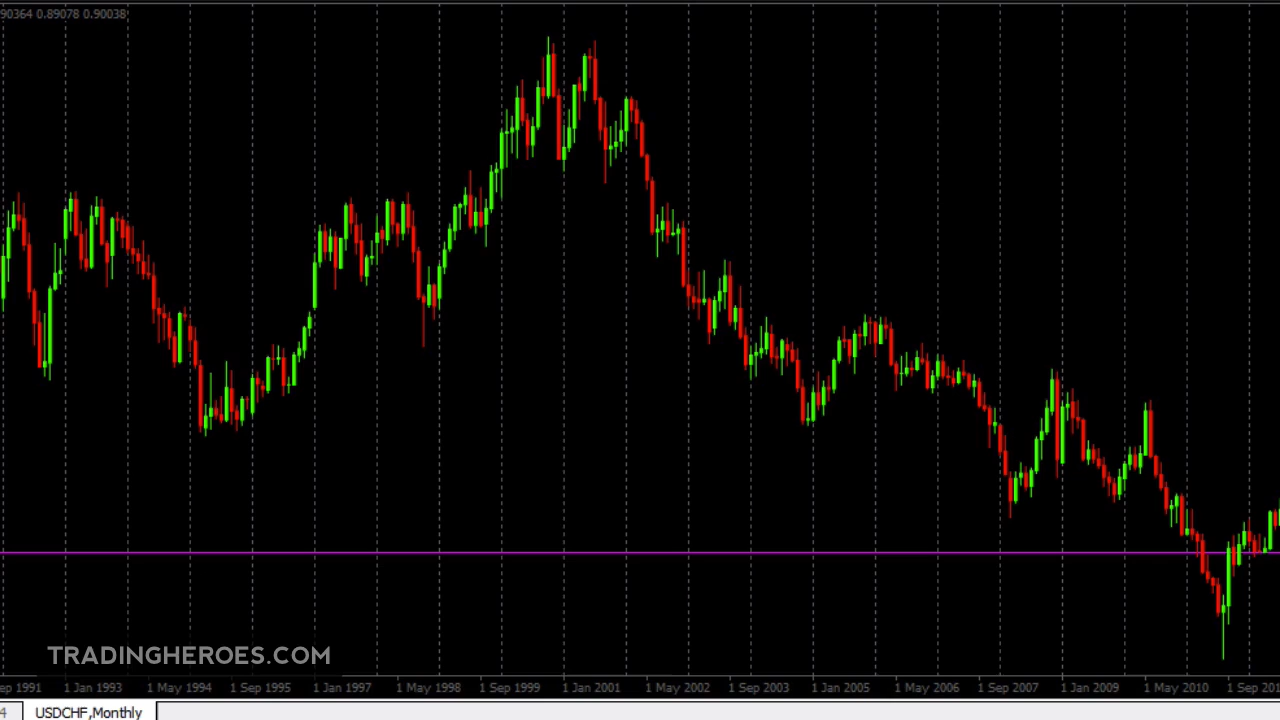 90364 0.89078 0.90038
TRADINGHEROES.COM
ep 1991 1 Jan 1993 1 May 1994 1 Sep 1995 1 Jan 1997 1 May 1998 1 Sep 1999 1 Jan 2001 1 May 2002 1 Sep 2003 1 Jan 2005 1 May 2006 1 Sep 2007 1 Jan 2009 1 May 2010 1 Sep 201
4 USDCHF,Monthly